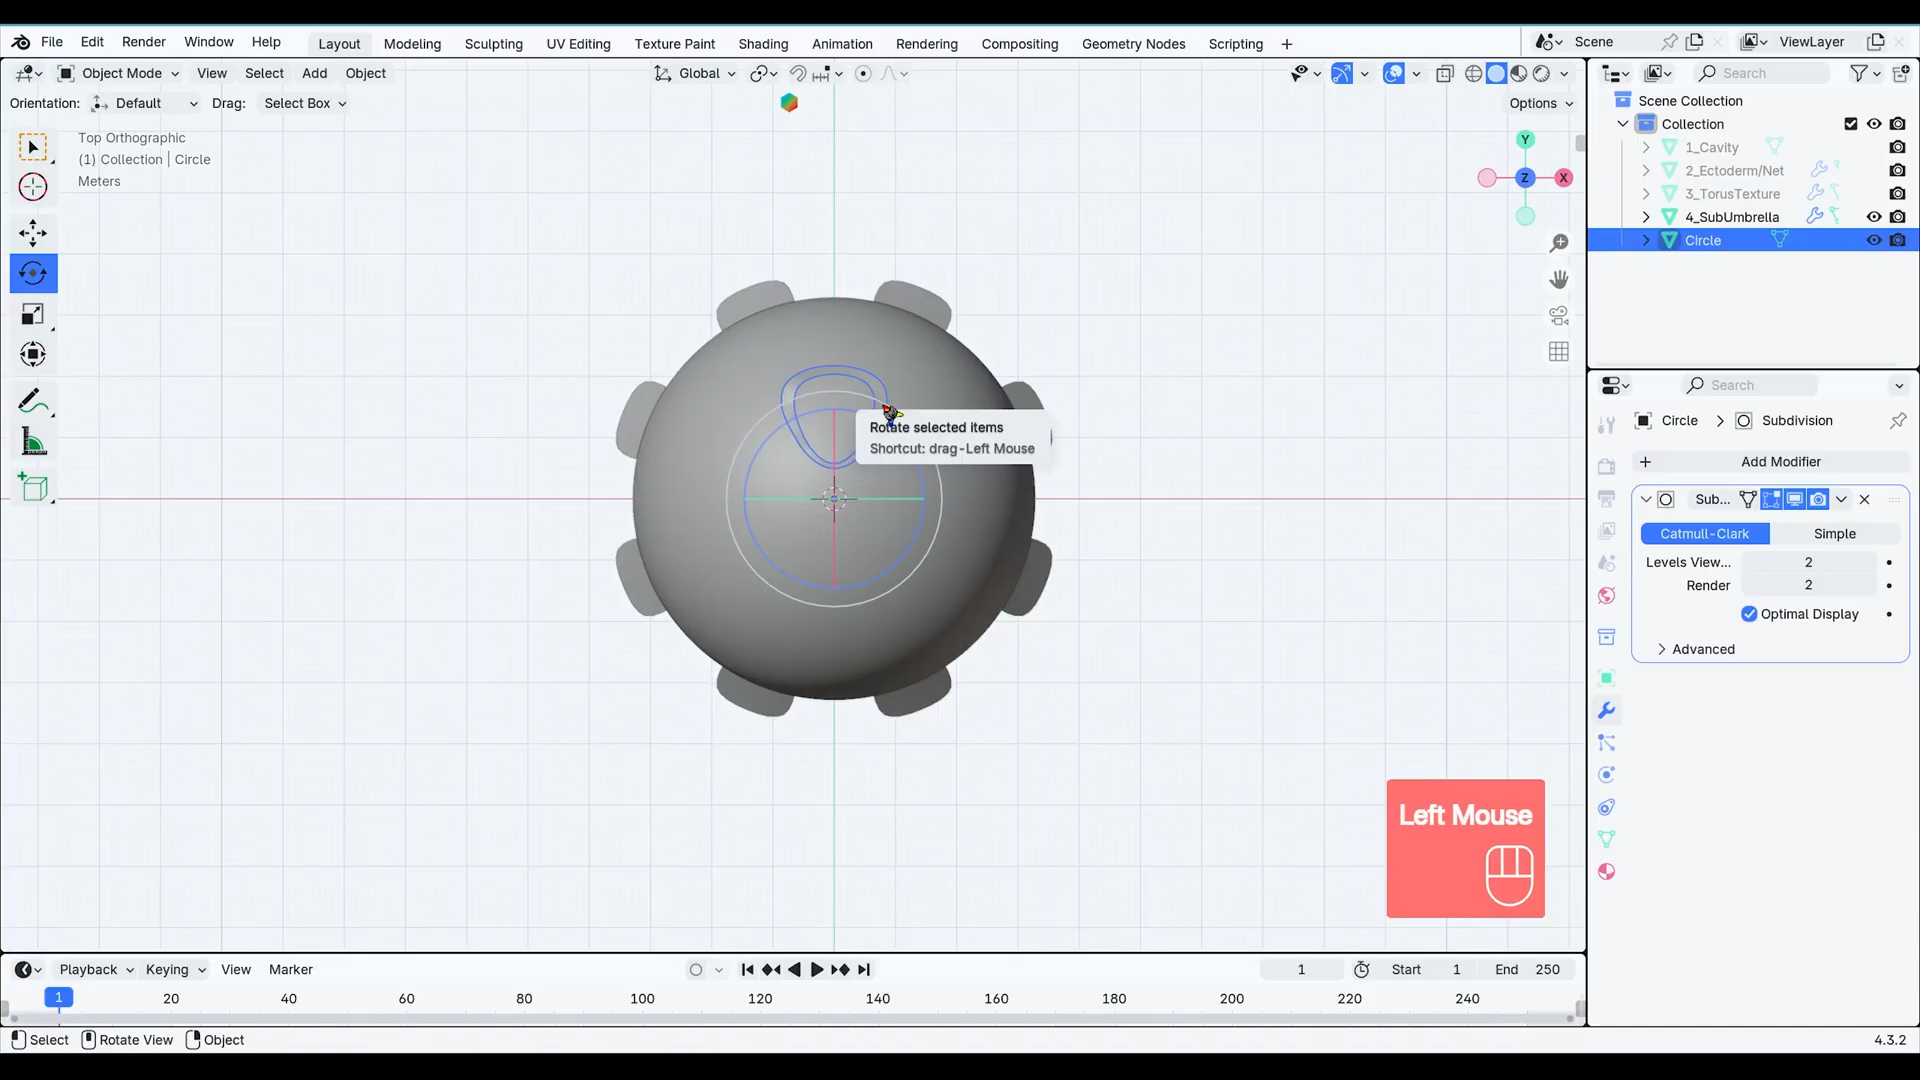 File Edit Render Window Help Layout Modeling Sculpting UV Editing Texture Paint Shading Animation Rendering Compositing Geometry Nodes Scripting + Scene ViewLayer
Object Mode View Select Add Object Global Search
Orientation: Default Drag: Select Box Options
Top Orthographic
(1) Collection | Circle
Meters
Y
Z
X
Scene Collection
Collection
1_Cavity
2_Ectoderm/Net
3_TorusTexture
4_SubUmbrella
Circle
Rotate selected items
Shortcut: drag-Left Mouse
Search
Circle > Subdivision
+ Add Modifier
Sub...
Catmull-Clark Simple
Levels View... 2
Render 2
Optimal Display
Advanced
Left Mouse
Playback Keying View Marker 1 Start 1 End 250
1 20 40 60 80 100 120 140 160 180 200 220 240
Select Rotate View Object 4.3.2